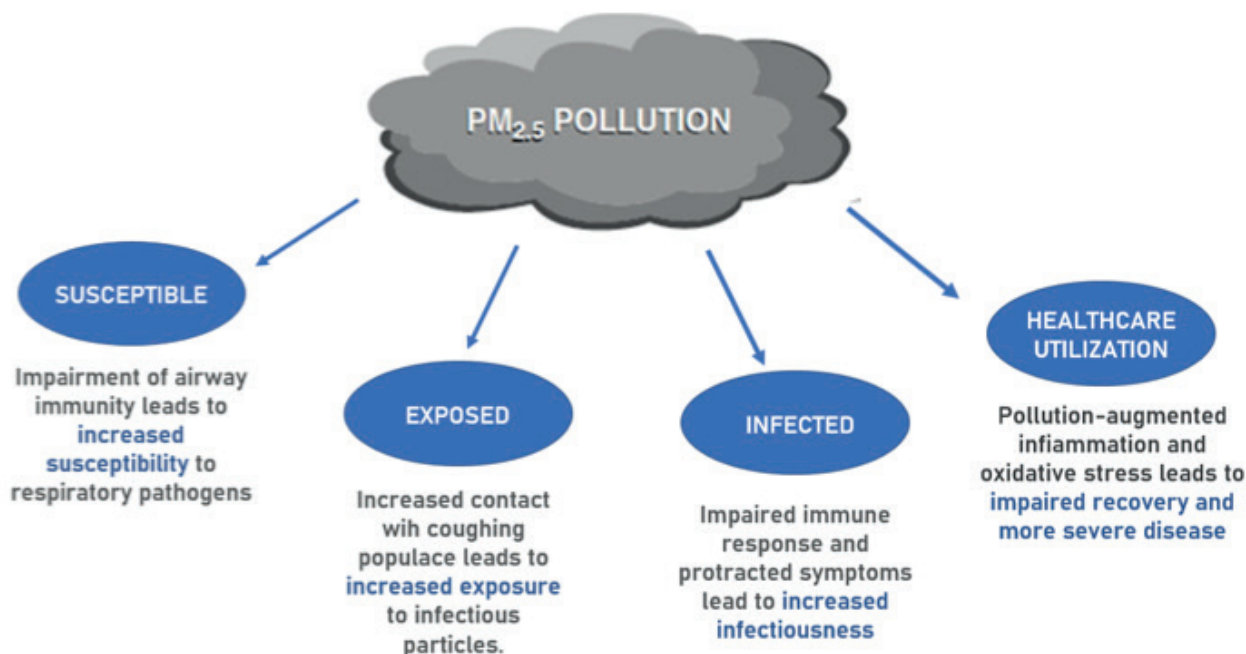 PM2.5 POLLUTION
SUSCEPTIBLE
Impairment of airway
immunity leads to
increased
susceptibility to
respiratory pathogens
EXPOSED
Increased contact
wih coughing
populace leads to
increased exposure
to infectious
particles.
INFECTED
Impaired immune
response and
protracted symptoms
lead to increased
infectiousness
HEALTHCARE
UTILIZATION
Pollution-augmented
infiammation and
oxidative stress leads to
impaired recovery and
more severe disease